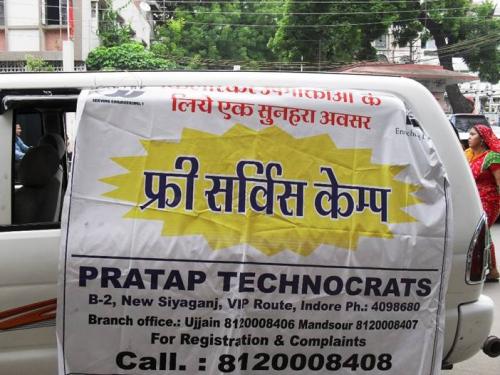 के
लिये एक सुनहरा अवसर
फ्री सर्विस केम्प
PRATAP TECHNOCRATS
B-2, New Siyaganj, VIP Route, Indore Ph.: 4098680
Branch office.: Ujjain 8120008406 Mandsour 8120008407
For Registration & Complaints
Call. : 8120008408